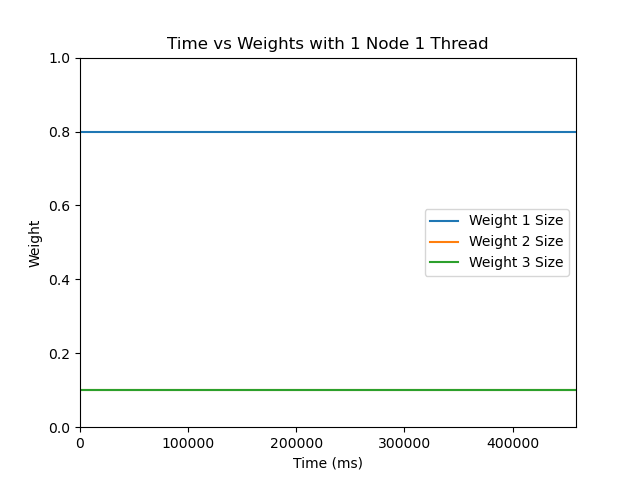 Time vs Weights with 1 Node 1 Thread
1.0
0.8
0.6
0.4
0.2
0.0
Weight
Weight 1 Size
Weight 2 Size
Weight 3 Size
0 100000 200000 300000 400000
Time (ms)